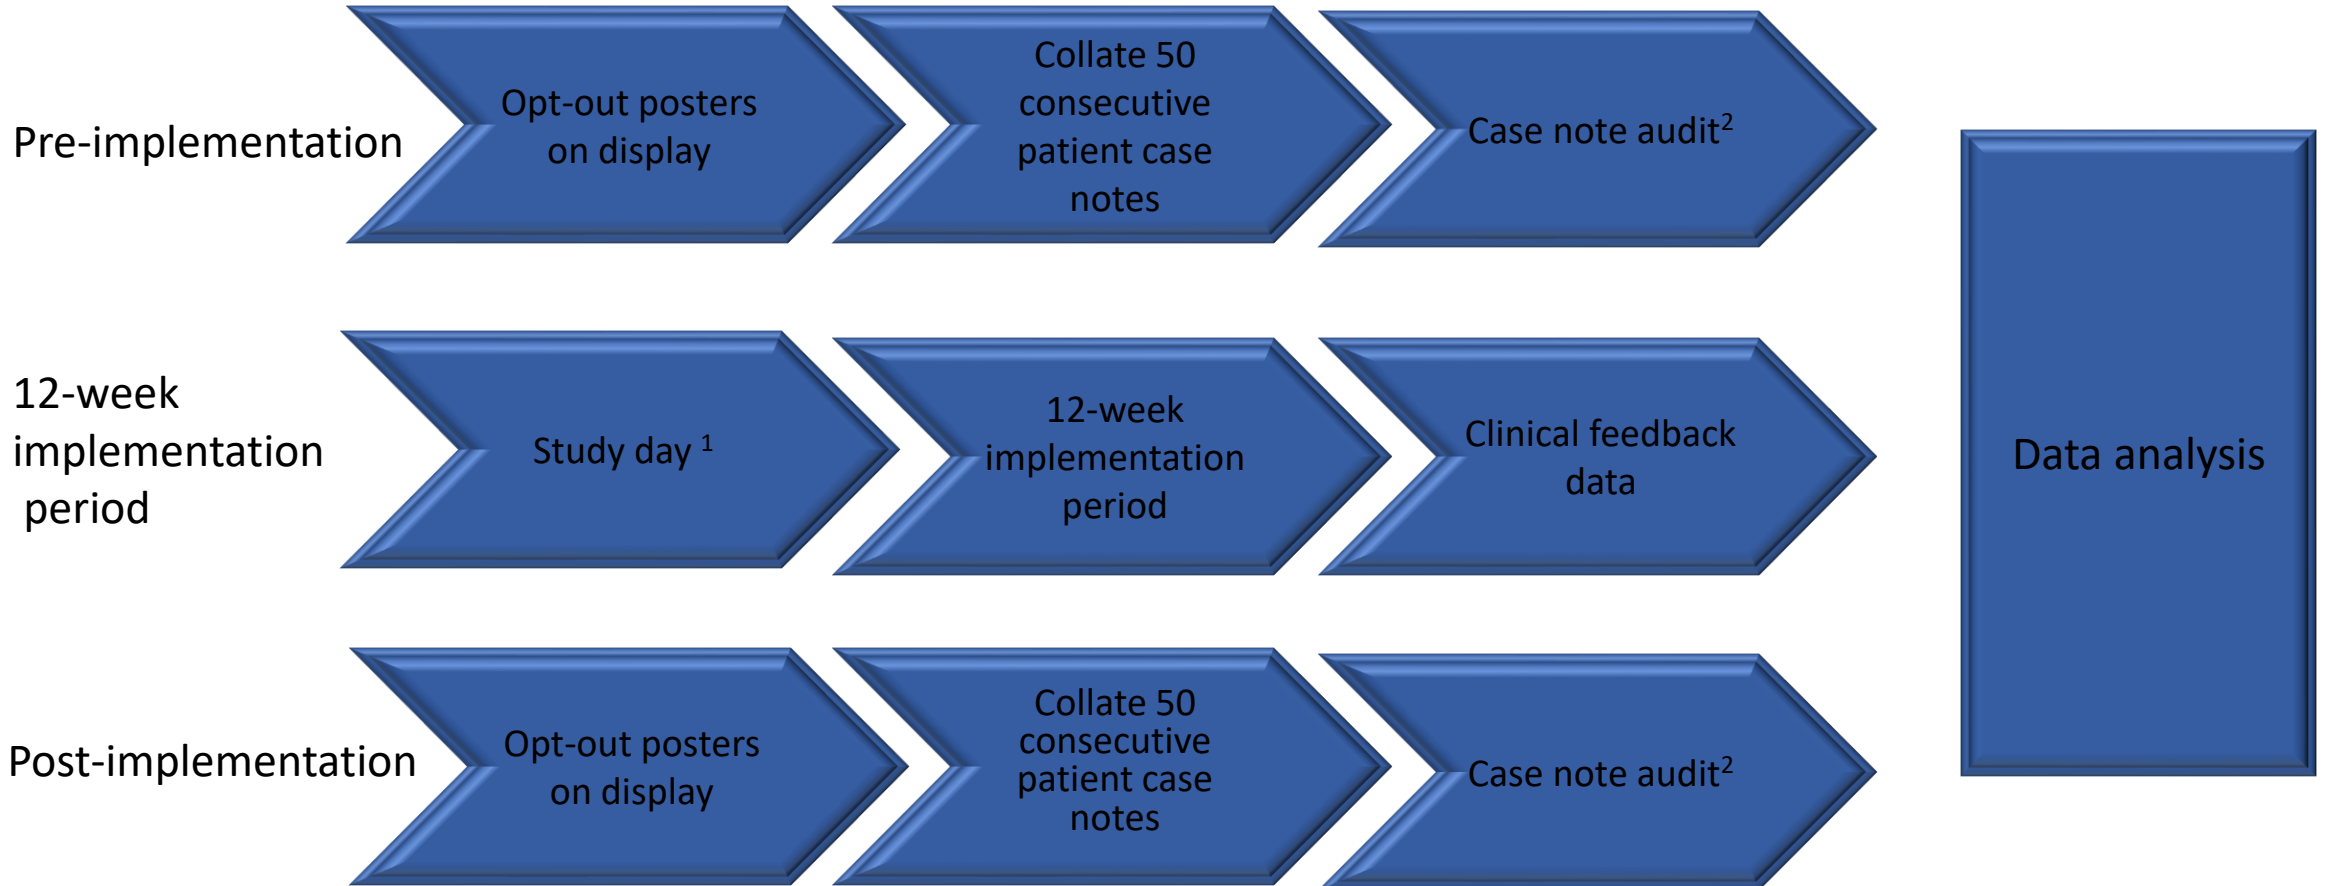 Pre-implementation
Opt-out posters
on display
Collate 50
consecutive
patient case
notes
Case note audit²
12-week
implementation
period
Study day ¹
12-week
implementation
period
Clinical feedback
data
Post-implementation
Opt-out posters
on display
Collate 50
consecutive
patient case
notes
Case note audit²
Data analysis